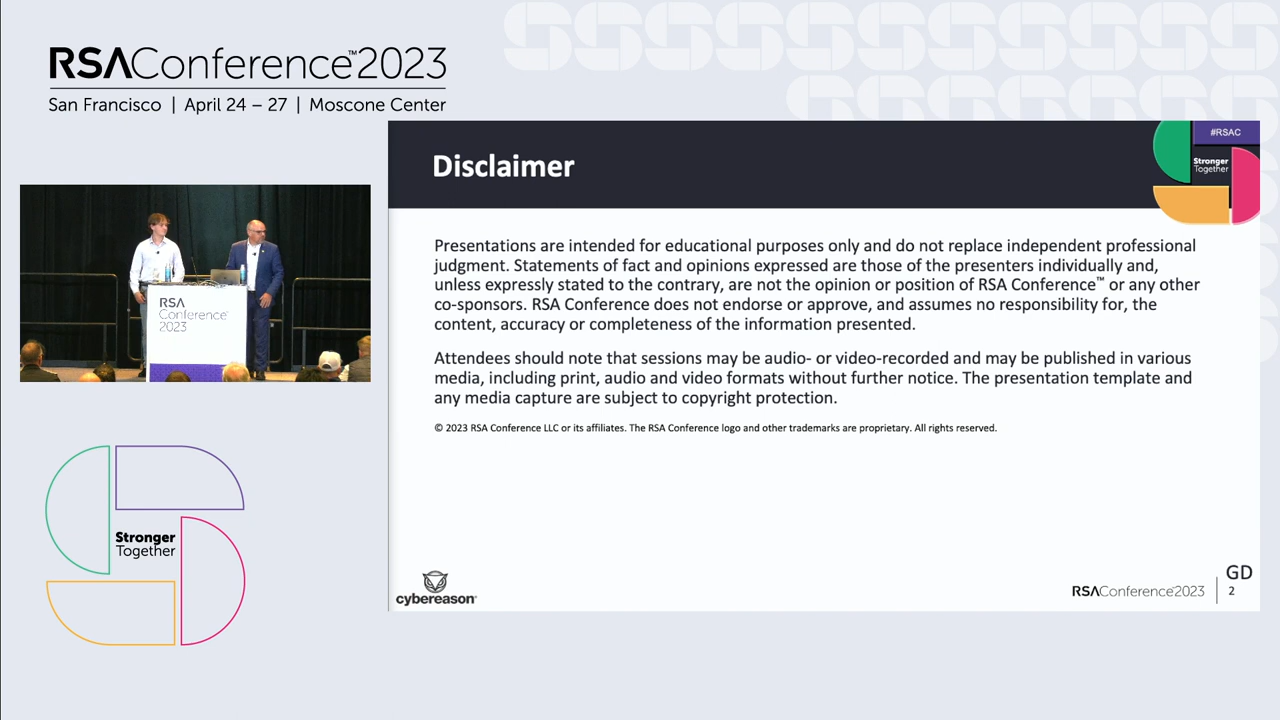 RSAConference™2023
San Francisco | April 24 – 27 | Moscone Center
#RSAC
Stronger
Together
Disclaimer
Presentations are intended for educational purposes only and do not replace independent professional
judgment. Statements of fact and opinions expressed are those of the presenters individually and,
unless expressly stated to the contrary, are not the opinion or position of RSA Conference™ or any other
co-sponsors. RSA Conference does not endorse or approve, and assumes no responsibility for, the
content, accuracy or completeness of the information presented.
Attendees should note that sessions may be audio- or video-recorded and may be published in various
media, including print, audio and video formats without further notice. The presentation template and
any media capture are subject to copyright protection.
© 2023 RSA Conference LLC or its affiliates. The RSA Conference logo and other trademarks are proprietary. All rights reserved.
RSA
Conference™
2023
Stronger
Together
cybereason®
RSAConference2023
GD
2